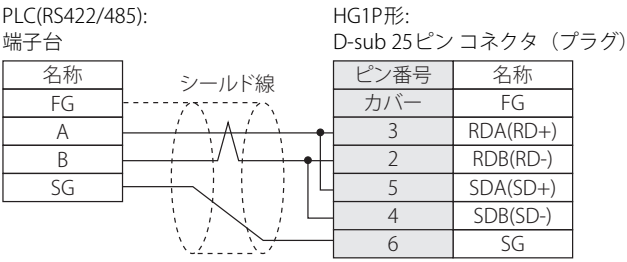 PLC(RS422/485):
端子台
HG1P形:
D-sub 25ピン コネクタ（プラグ）
名称
シールド線
ピン番号 名称
FG
カバー FG
A
3 RDA(RD+)
B
2 RDB(RD-)
SG
5 SDA(SD+)
4 SDB(SD-)
6 SG